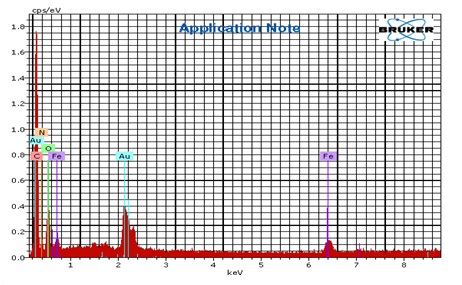 cps/eV
Application Note
BRUKER
1.8
1.6
1.4
1.2
1.0
N
Au
O
0.8
C
Fe
Au
Fe
0.6
0.4
0.2
0.0
1 2 3 4 5 6 7 8
keV